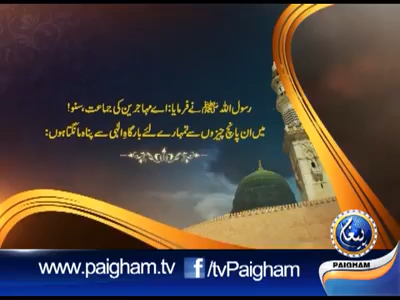 رسول اللہ ﷺ نے فرمایا: اے مہاجرین کی جماعت، سنو!
میں ان پانچ چیزوں سے تمہارے لئے بارگاہِ الٰہی سے پناہ مانگتا ہوں:
پیغام
PAIGHAM
www.paigham.tv f /tvPaigham